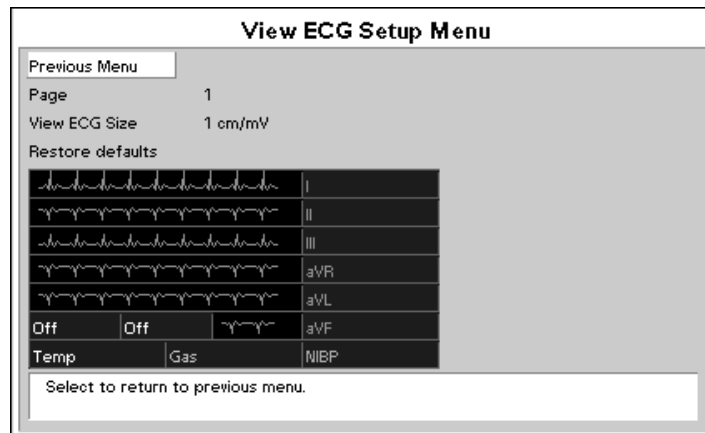 View ECG Setup Menu
Previous Menu
Page 1
View ECG Size 1 cm/mV
Restore defaults
I
II
III
aVR
aVL
Off Off aVF
Temp Gas NIBP
Select to return to previous menu.